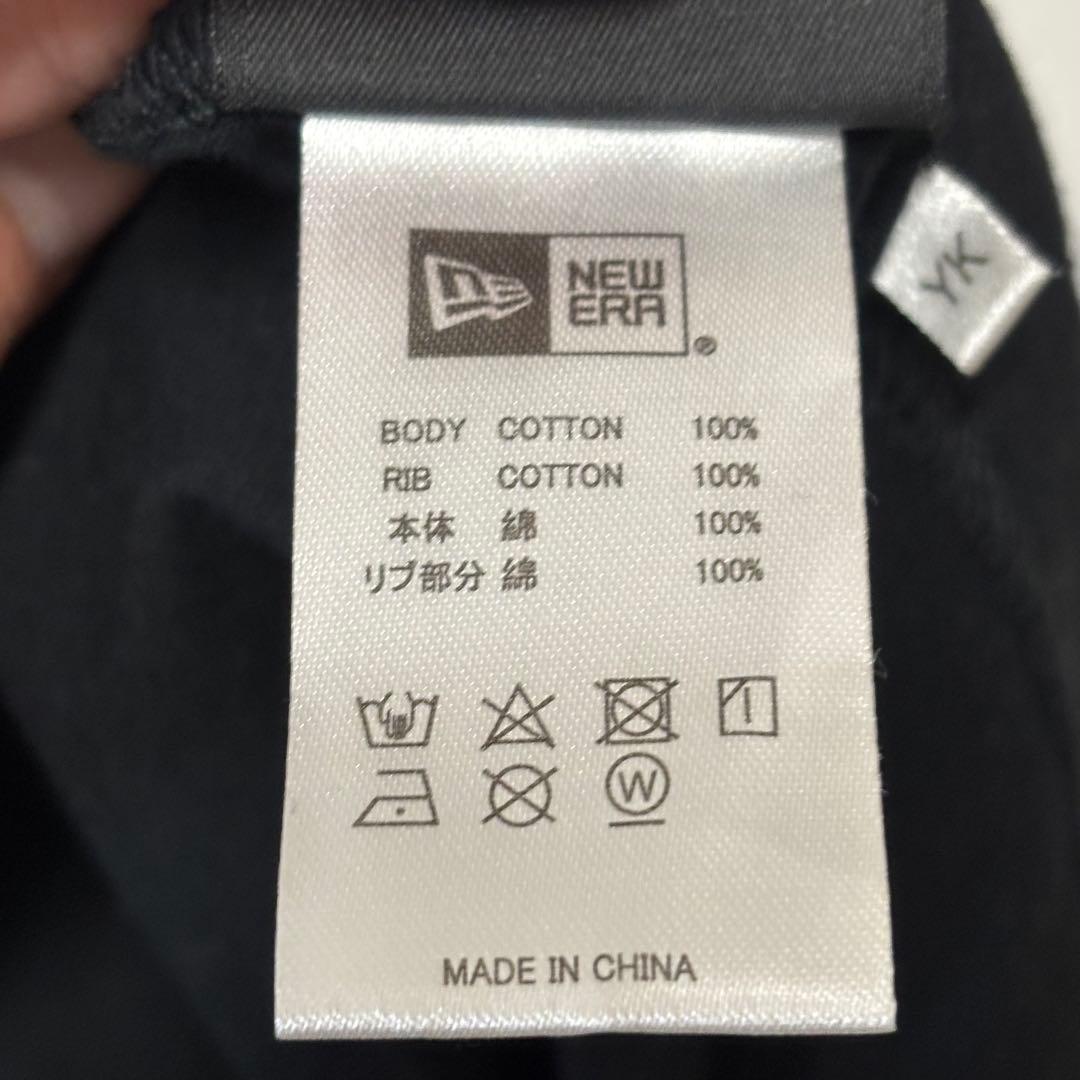 NEW
ERA
®
YK
BODY COTTON 100%
RIB COTTON 100%
本体 綿 100%
リブ部分 綿 100%
W
MADE IN CHINA